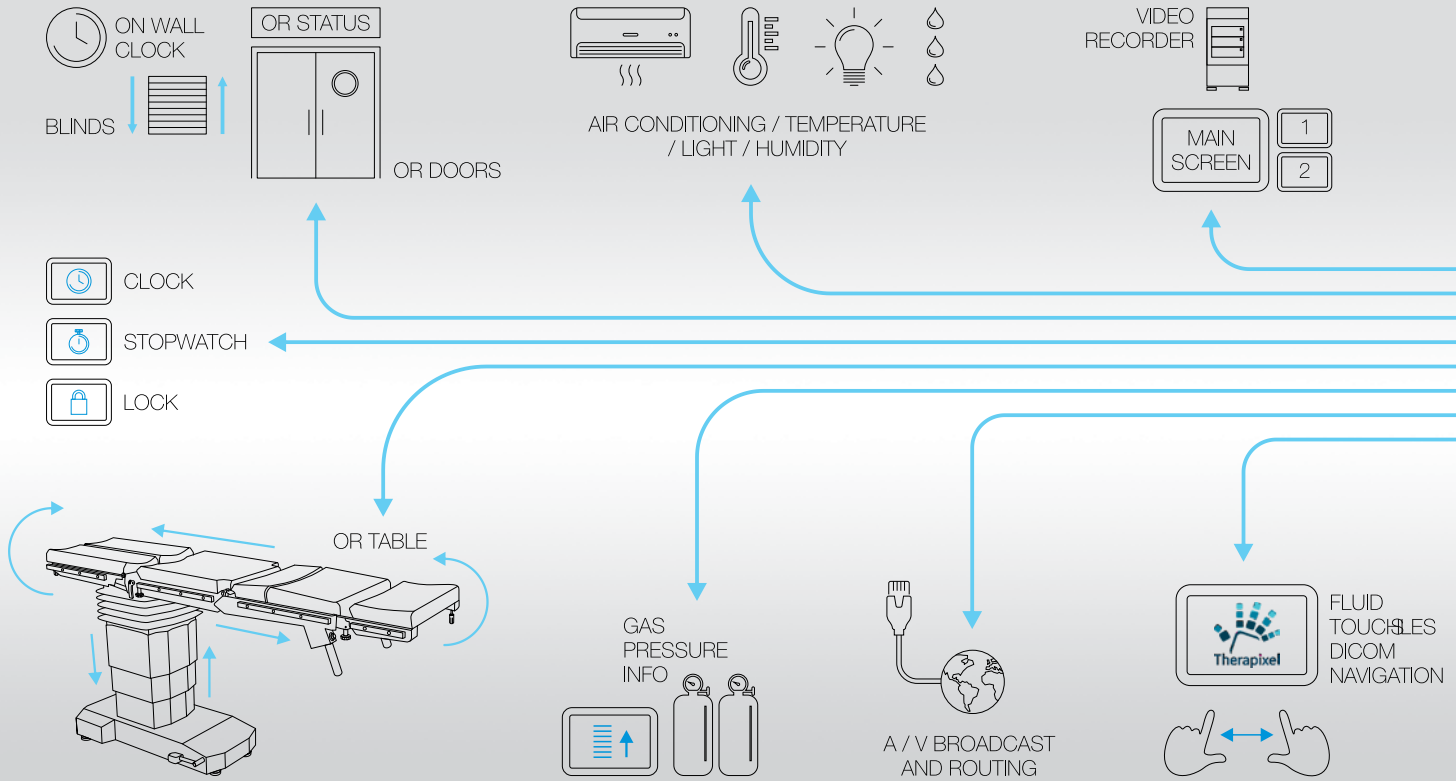 ON WALL
CLOCK
BLINDS
OR STATUS
OR DOORS
AIR CONDITIONING / TEMPERATURE
/ LIGHT / HUMIDITY
VIDEO
RECORDER
MAIN
SCREEN
1
2
CLOCK
STOPWATCH
LOCK
OR TABLE
GAS
PRESSURE
INFO
A / V BROADCAST
AND ROUTING
Therapixel
FLUID
TOUCHSLES
DICOM
NAVIGATION